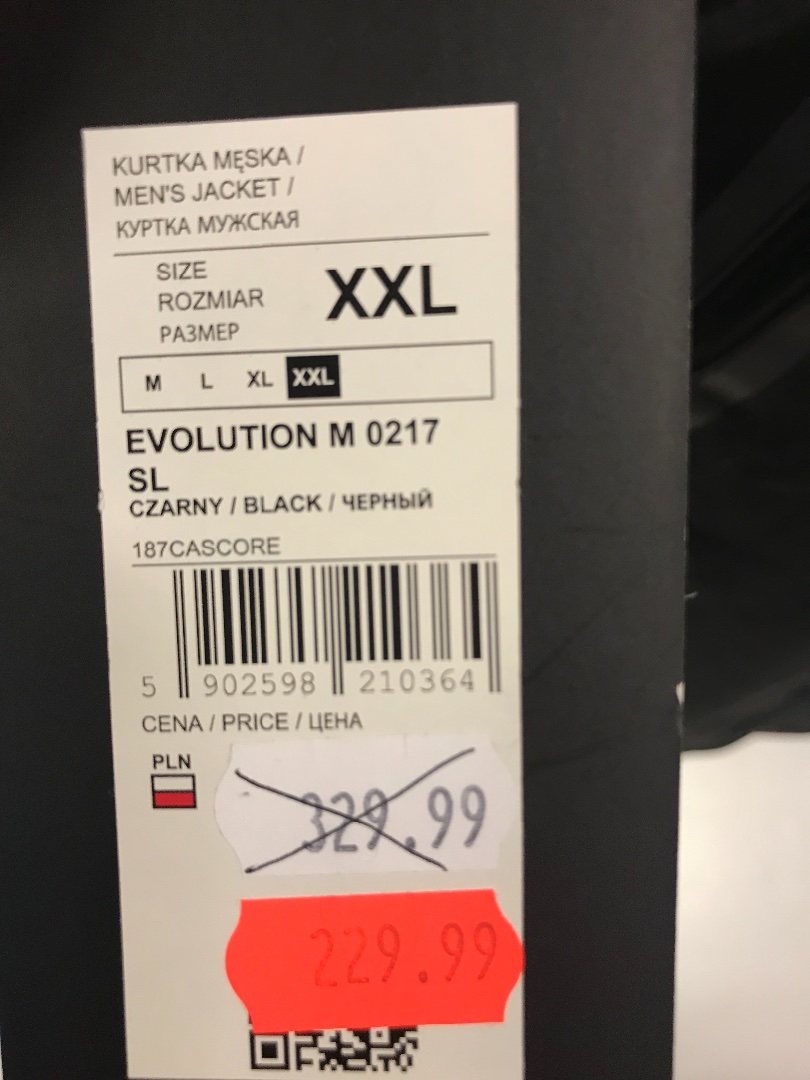 KURTKA MĘSKA /
MEN'S JACKET /
КУРТКА МУЖСКАЯ
SIZE
ROZMIAR
РАЗМЕР
XXL
M L XL XXL
EVOLUTION M 0217
SL
CZARNY / BLACK / ЧЕРНЫЙ
187CASCORE
5 902598 210364
CENA / PRICE / ЦЕНА
PLN
329.99
229.99